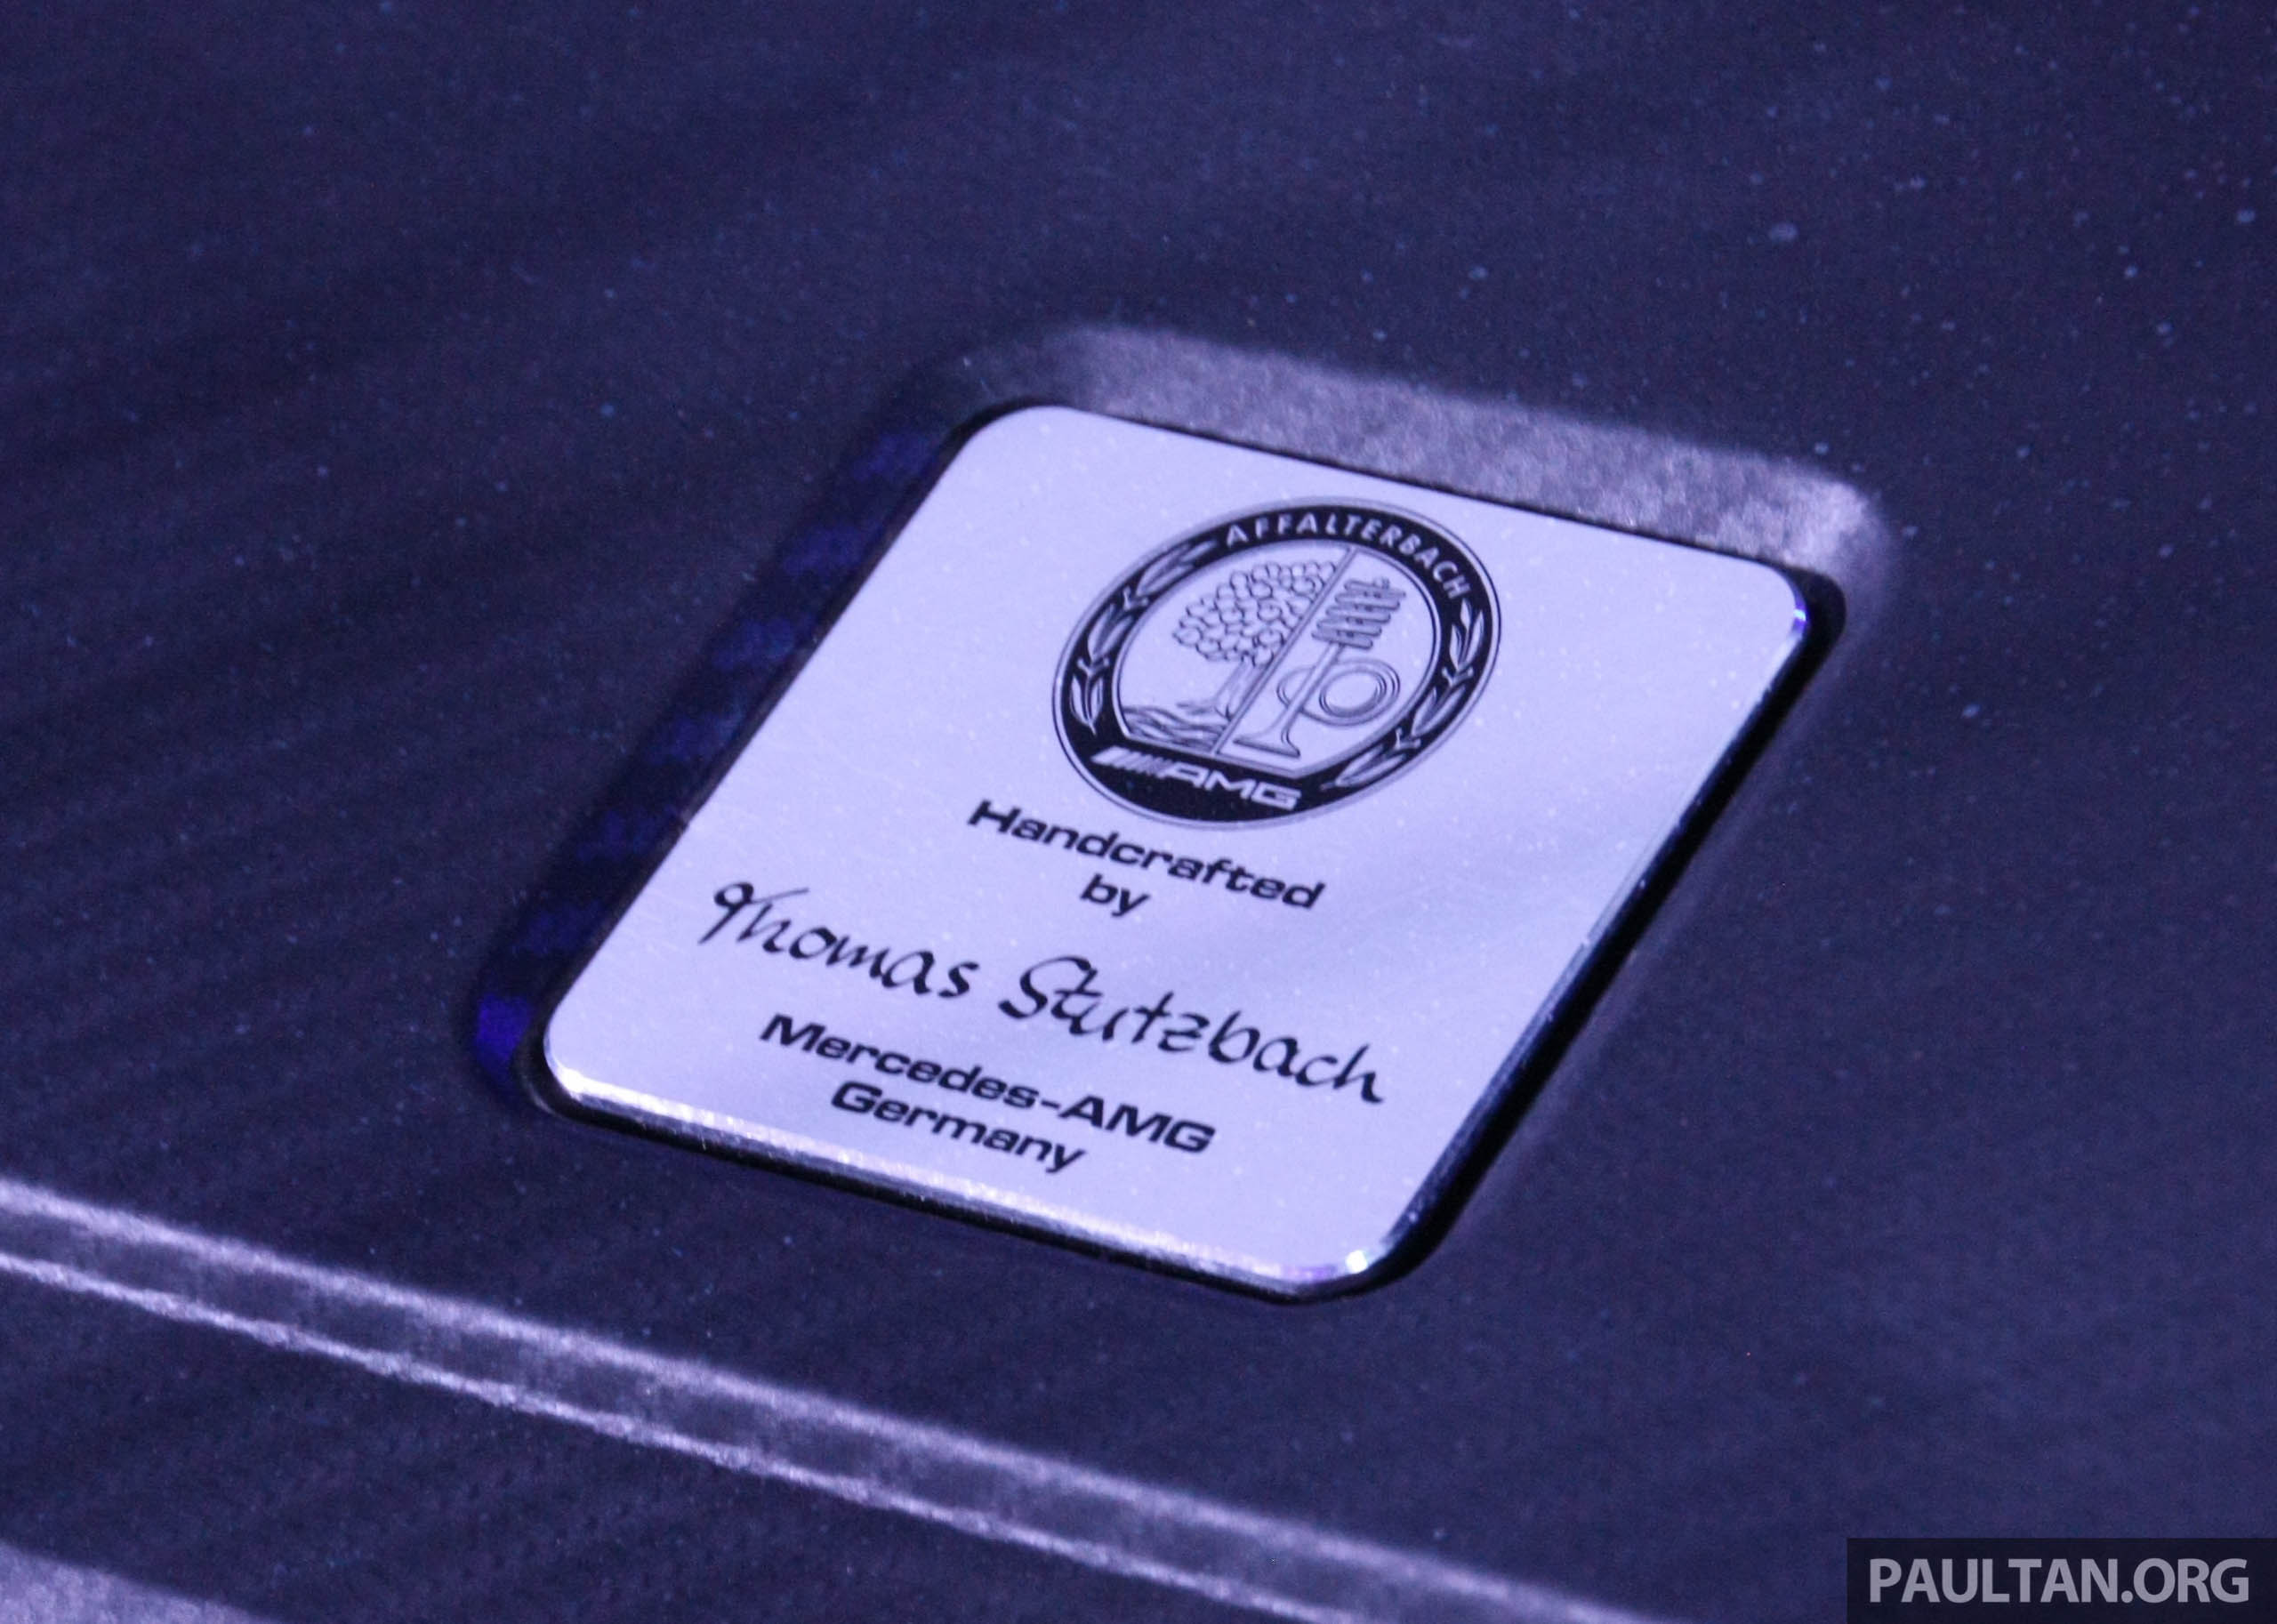 AFFALTERBACH
AMG
Handcrafted
by
Thomas Stutzbach
Mercedes-AMG
Germany
PAULTAN.ORG